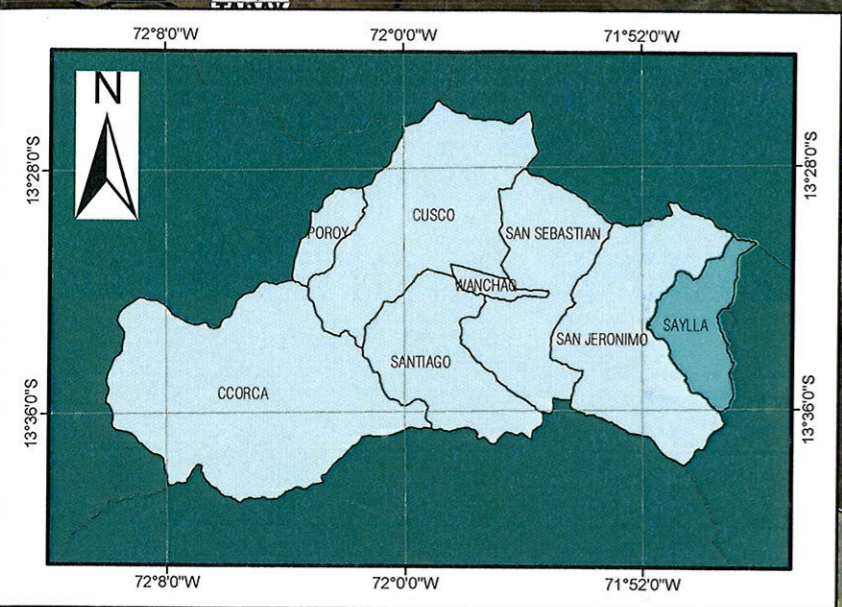 72°8'0"W 72°0'0"W 71°52'0"W
N
13°28'0"S 13°28'0"S
CUSCO
POROY
SAN SEBASTIAN
WANCHAQ
SAYLLA
SAN JERONIMO
SANTIAGO
CCORCA
13°36'0"S 13°36'0"S
72°8'0"W 72°0'0"W 71°52'0"W